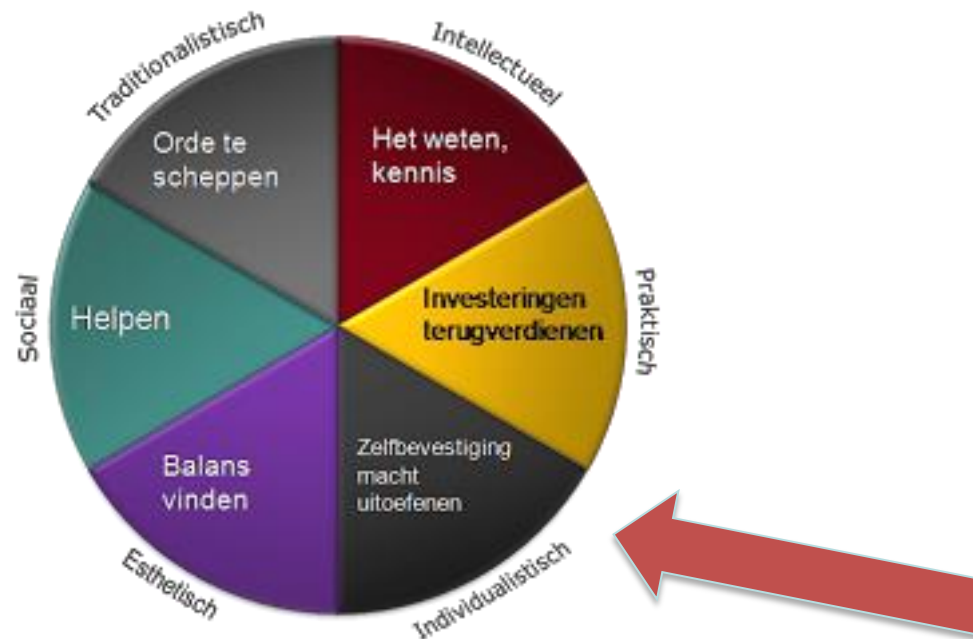 Traditionalistisch
Intellectueel
Orde te
scheppen
Het weten,
kennis
Sociaal
Helpen
Investeringen
terugverdienen
Praktisch
Balans
vinden
Zelfbevestiging
macht
uitoefenen
Esthetisch
Individualistisch